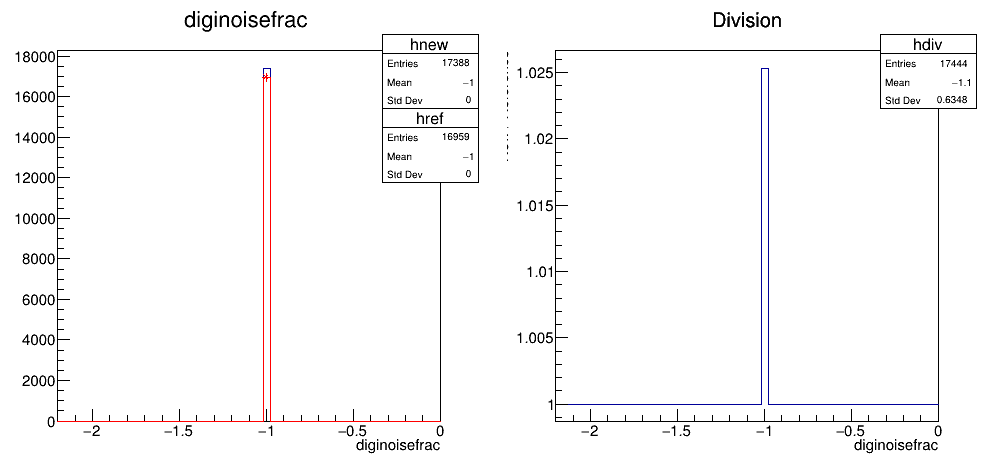 diginoisefrac
18000
16000
14000
12000
10000
8000
6000
4000
2000
0
−2
−1.5
−1
−0.5
0
diginoisefrac
hnew
Entries 17388
Mean −1
Std Dev 0
href
Entries 16959
Mean −1
Std Dev 0
Division
1.025
1.02
1.015
1.01
1.005
1
−2
−1.5
−1
−0.5
0
diginoisefrac
hdiv
Entries 17444
Mean −1.1
Std Dev 0.6348